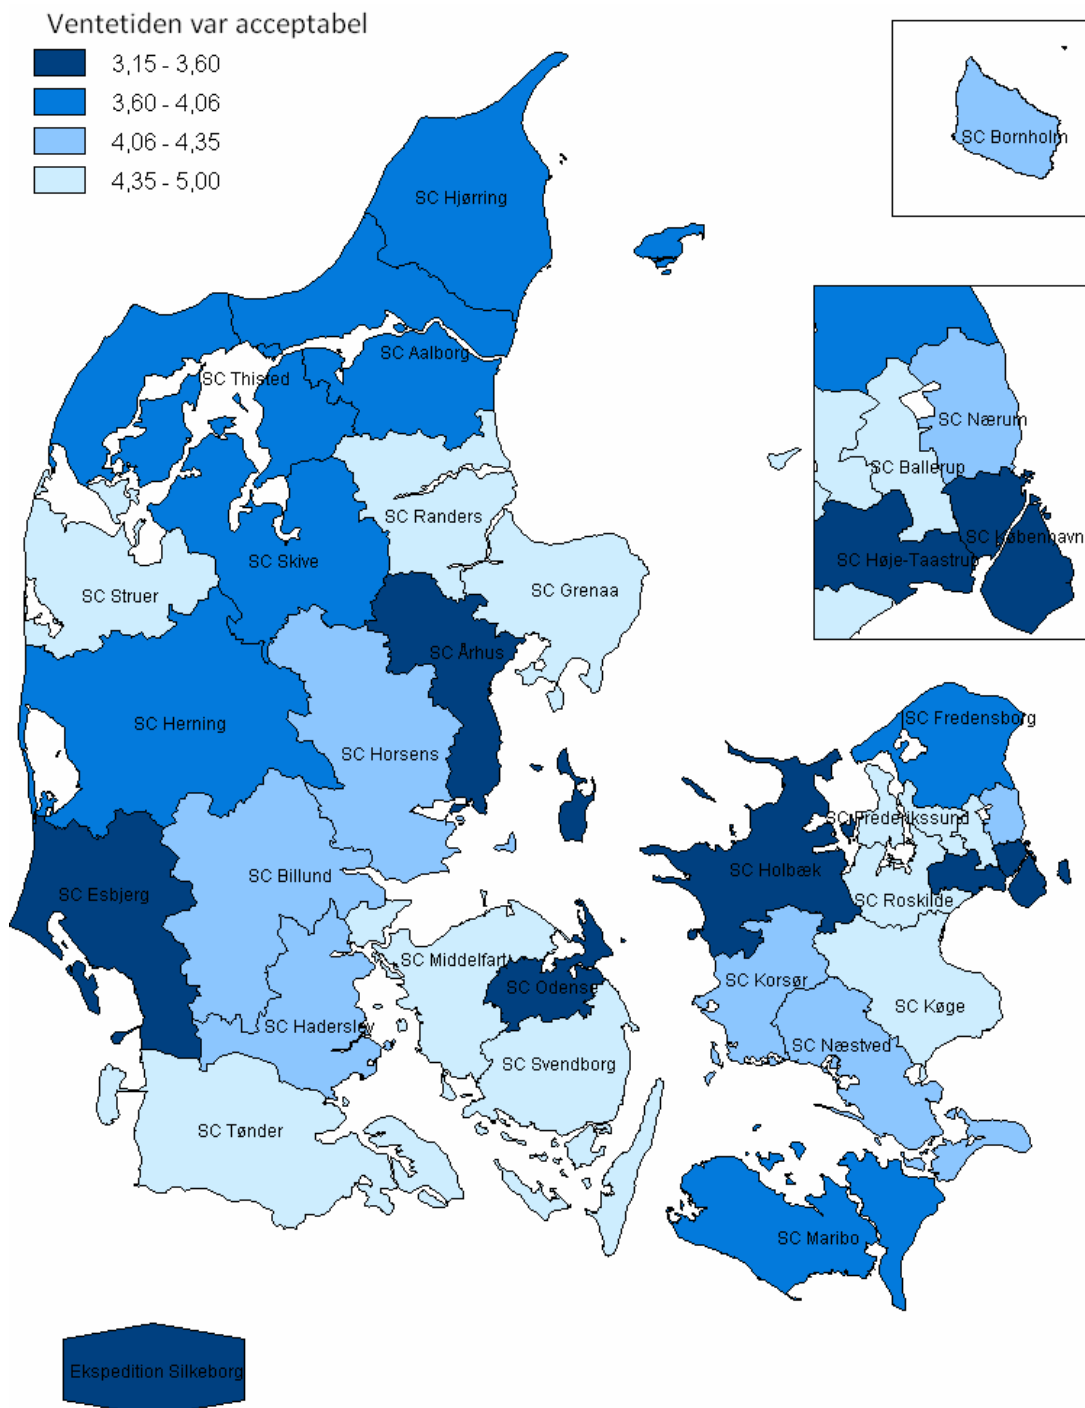 Ventetiden var acceptabel
3,15 - 3,60
3,60 - 4,06
4,06 - 4,35
4,35 - 5,00
SC Bornholm
SC Hjørring
SC Aalborg
SC Thisted
SC Nærum
SC Ballerup
SC Randers
SC København
SC Høje-Taastrup
SC Skive
SC Grenaa
SC Struer
SC Århus
SC Fredensborg
SC Herning
SC Horsens
SC Frederikssund
SC Holbæk
SC Billund
SC Esbjerg
SC Roskilde
SC Middelfart
SC Korsør
SC Odense
SC Køge
SC Haderslev
SC Næstved
SC Svendborg
SC Tønder
SC Maribo
Ekspedition Silkeborg